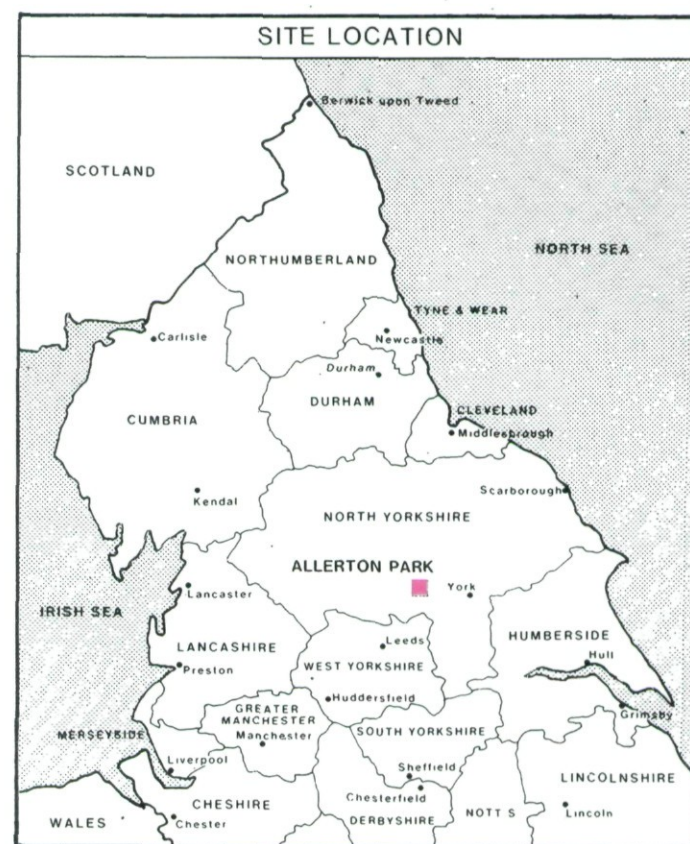 SITE LOCATION
Berwick upon Tweed
SCOTLAND
NORTH SEA
NORTHUMBERLAND
TYNE & WEAR
Carlisle
Newcastle
Durham
DURHAM
CLEVELAND
CUMBRIA
Middlesbrough
Kendal
Scarborough
NORTH YORKSHIRE
ALLERTON PARK
Lancaster
York
IRISH SEA
HUMBERSIDE
LANCASHIRE
Leeds
Hull
WEST YORKSHIRE
Preston
Huddersfield
GREATER
MANCHESTER
Grimsby
MERSEYSIDE
Manchester
SOUTH YORKSHIRE
Liverpool
Sheffield
LINCOLNSHIRE
CHESHIRE
Chesterfield
NOTT S
Lincoln
WALES
Chester
DERBYSHIRE